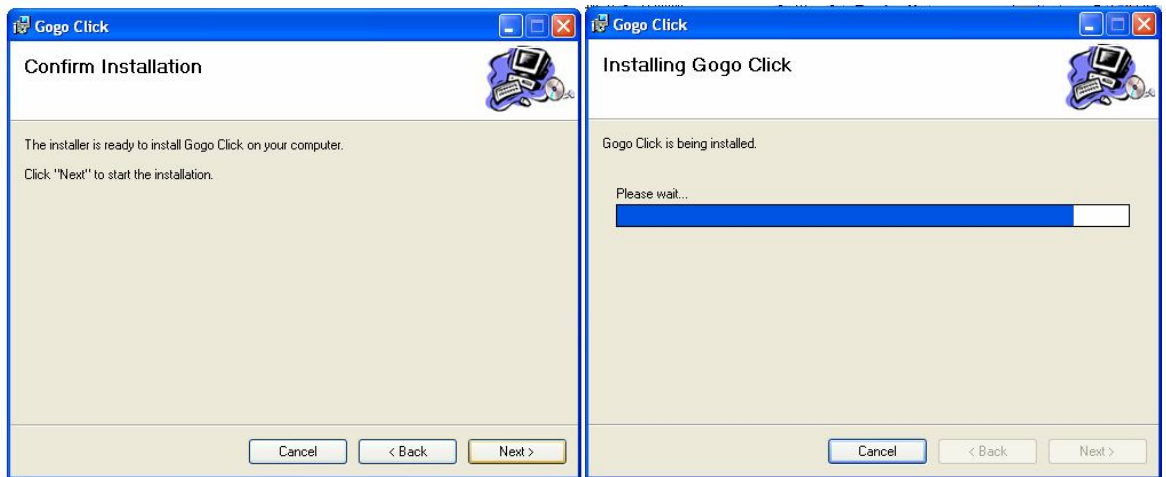 Gogo Click
Confirm Installation
The installer is ready to install Gogo Click on your computer.
Click "Next" to start the installation.
Cancel
< Back
Next >
Gogo Click
Installing Gogo Click
Gogo Click is being installed.
Please wait...
Cancel
< Back
Next >